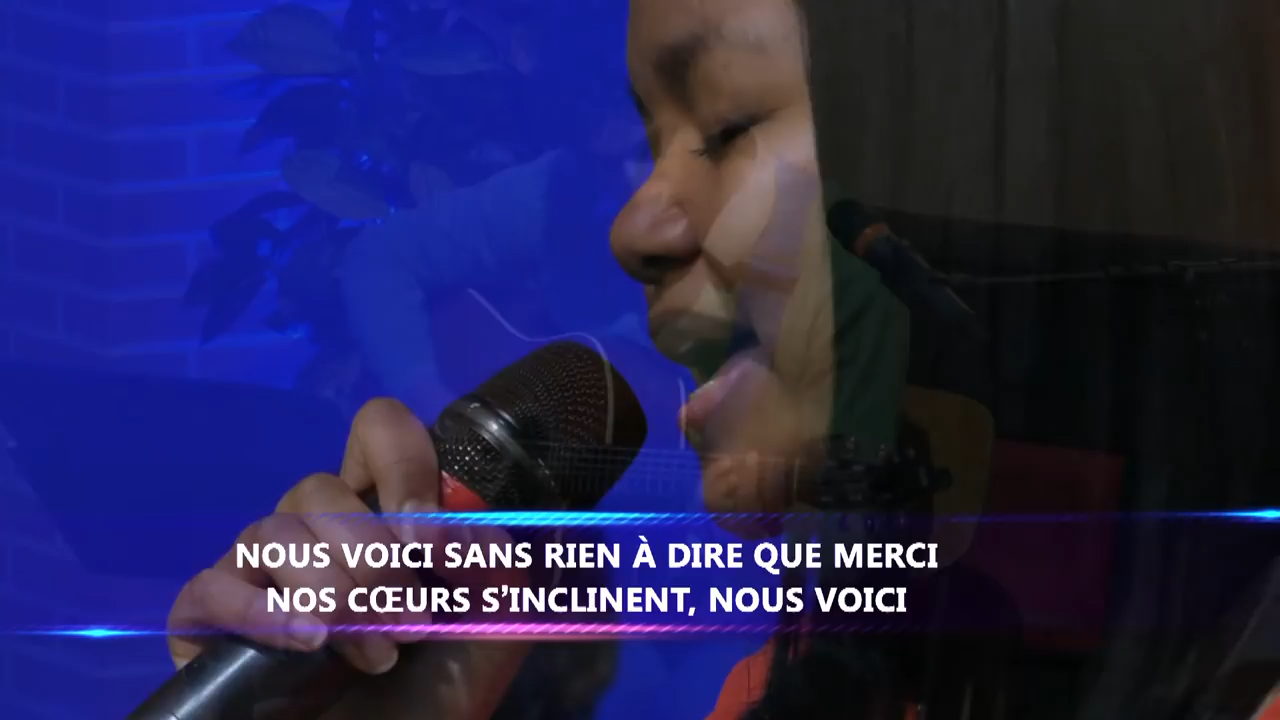 NOUS VOICI SANS RIEN À DIRE QUE MERCI
NOS CŒURS S’INCLINENT, NOUS VOICI